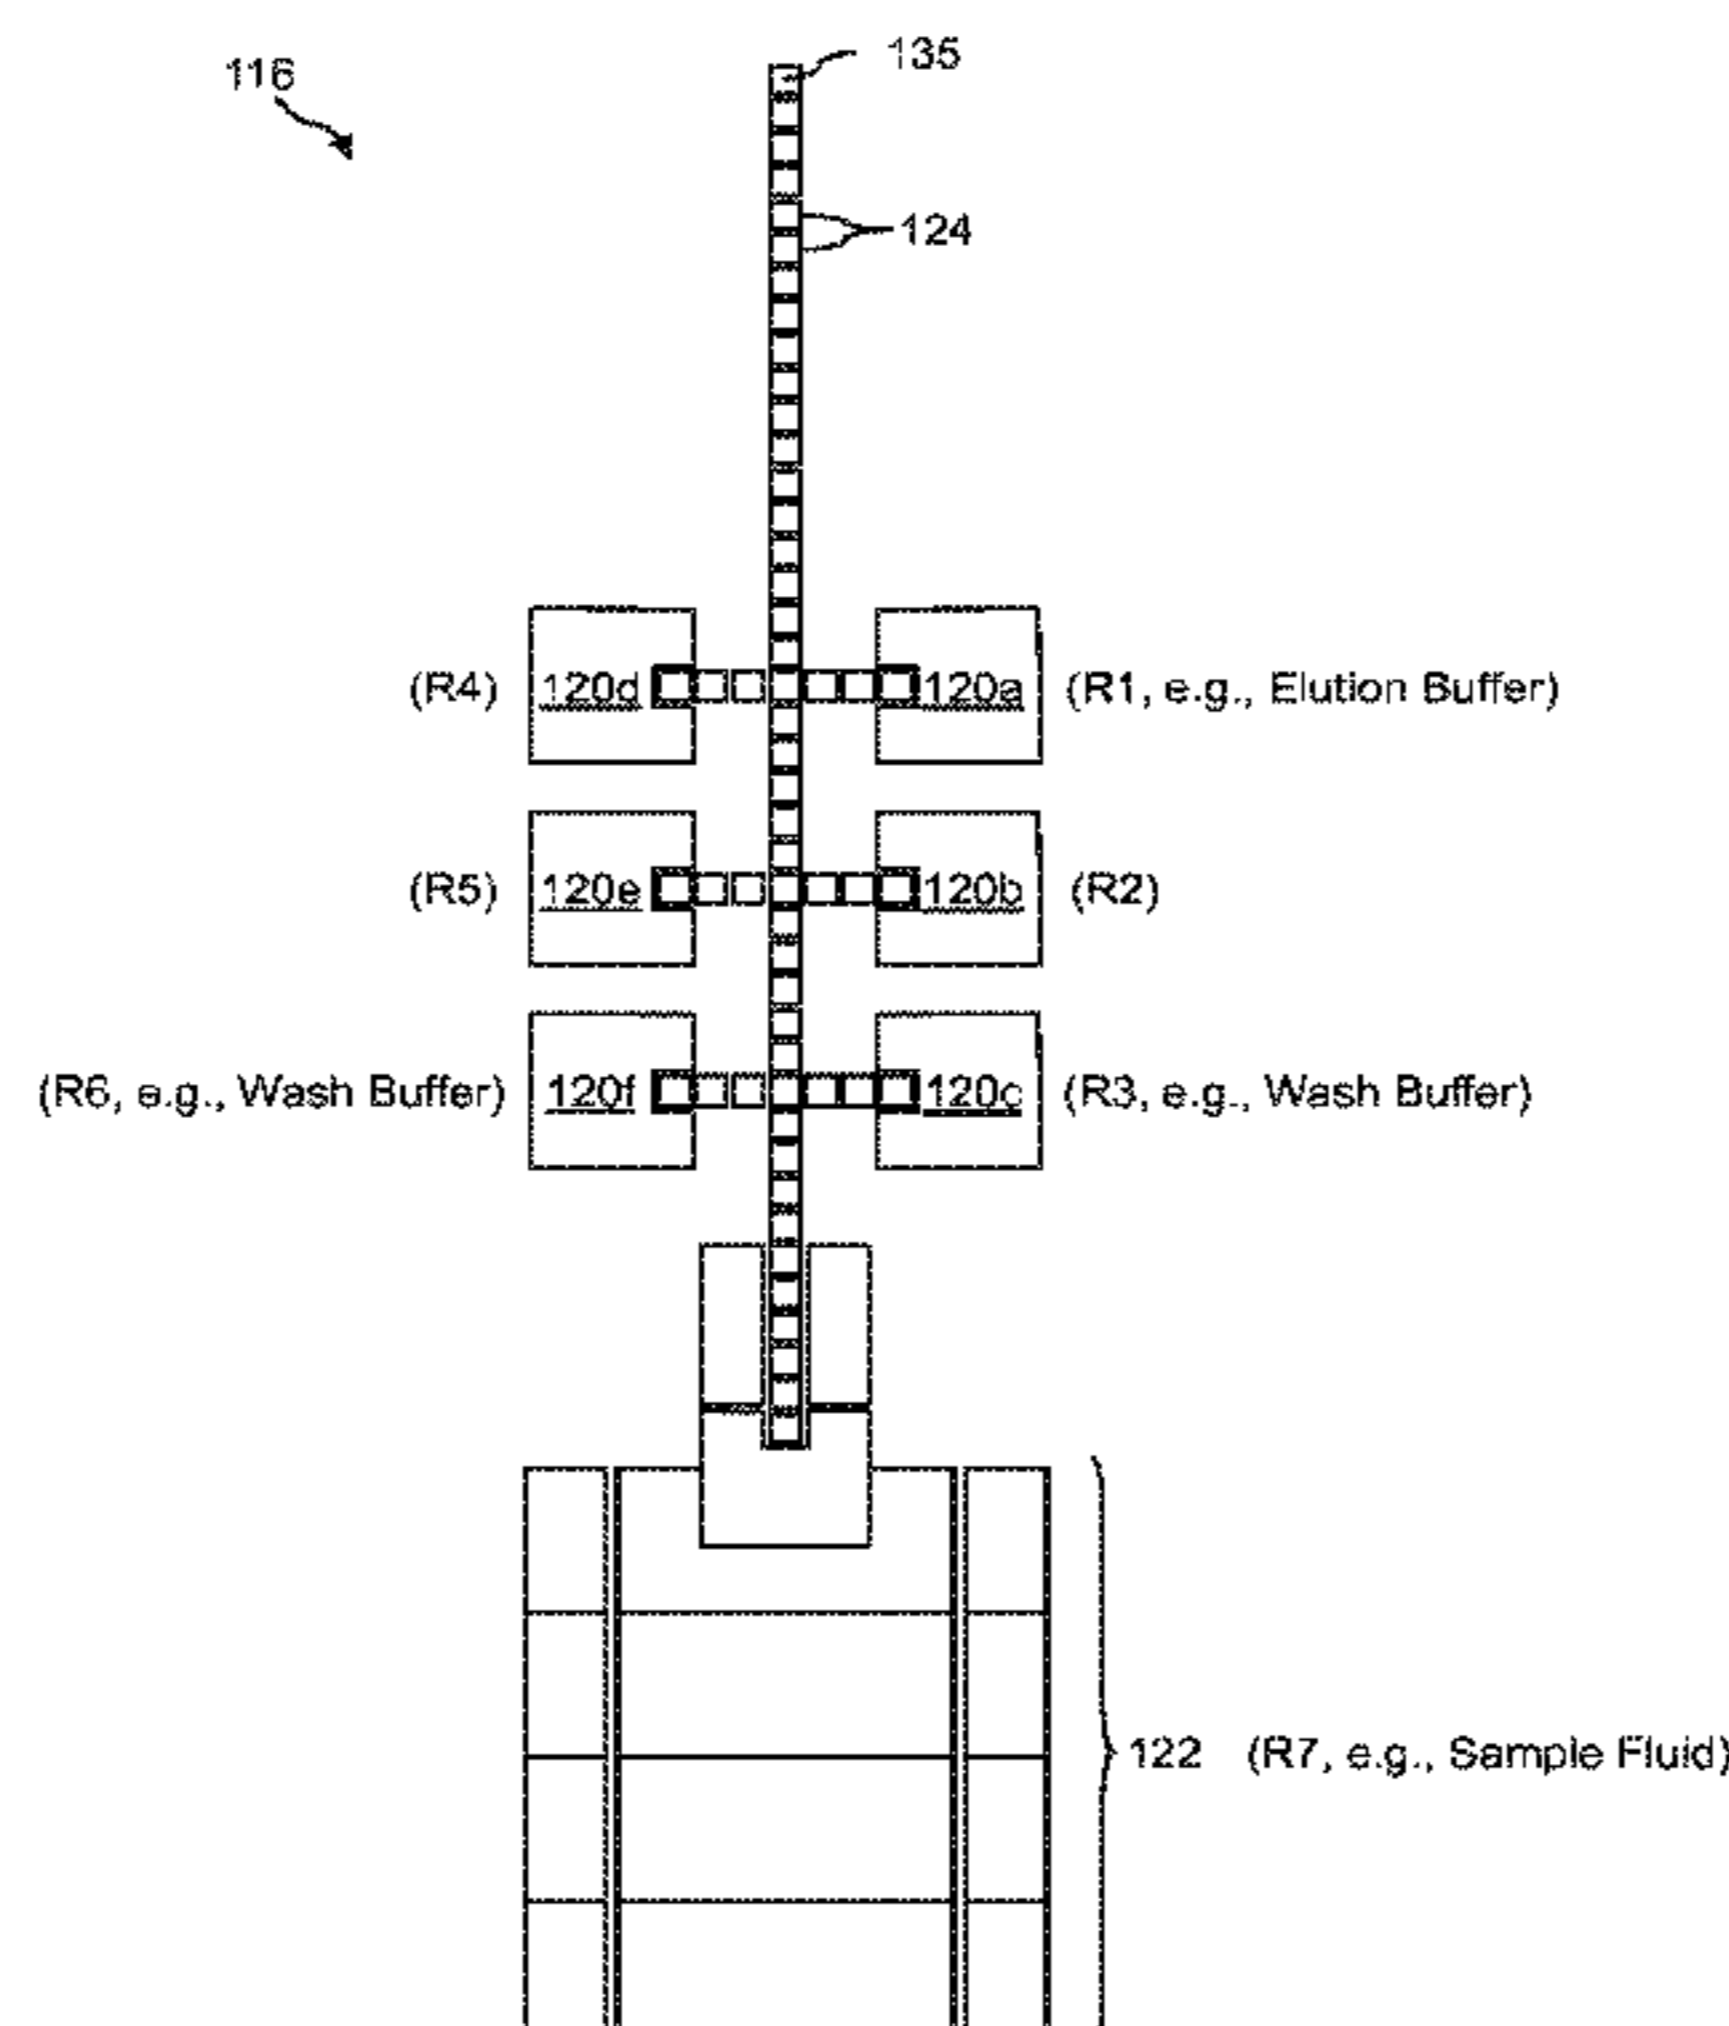 116
135
124
(R4) 120d 120a (R1, e.g., Elution Buffer)
(R5) 120e 120b (R2)
(R6, e.g., Wash Buffer) 120f 120c (R3, e.g., Wash Buffer)
122 (R7, e.g., Sample Fluid)